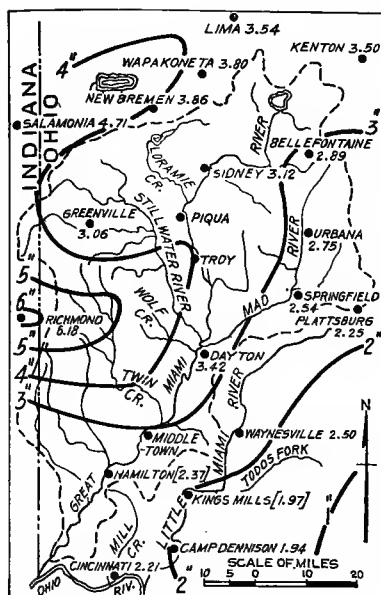 LIMA 3.54
KENTON 3.50
4"
WAPAKONETA 3.80
NEW BREMEN 3.86
INDIANA
OHIO
SALAMONIA 4.71
RIVER
3"
BELLEFONTAINE
2.89
LORAMIE
CR.
SIDNEY 3.12
GREENVILLE
3.06
STILLWATER RIVER
PIQUA
URBANA
2.75
TROY
RIVER
MAD
5"
6"
RICHMOND
6.18
WOLF
CR.
SPRINGFIELD
2.54
PLATTSBURG
2.25
5"
4"
3"
TWIN
CR.
MIAMI
DAYTON
3.42
RIVER
2"
MIDDLE-
TOWN
WAYNESVILLE 2.50
N
GREAT
HAMILTON [2.37]
MIAMI
TODDS FORK
KINGS MILLS [1.97]
1"
MILL
CR.
LITTLE
CAMP DENNISON 1.94
2"
CINCINNATI 2.21
OHIO
RIV.
SCALE OF MILES
10 0 10 20